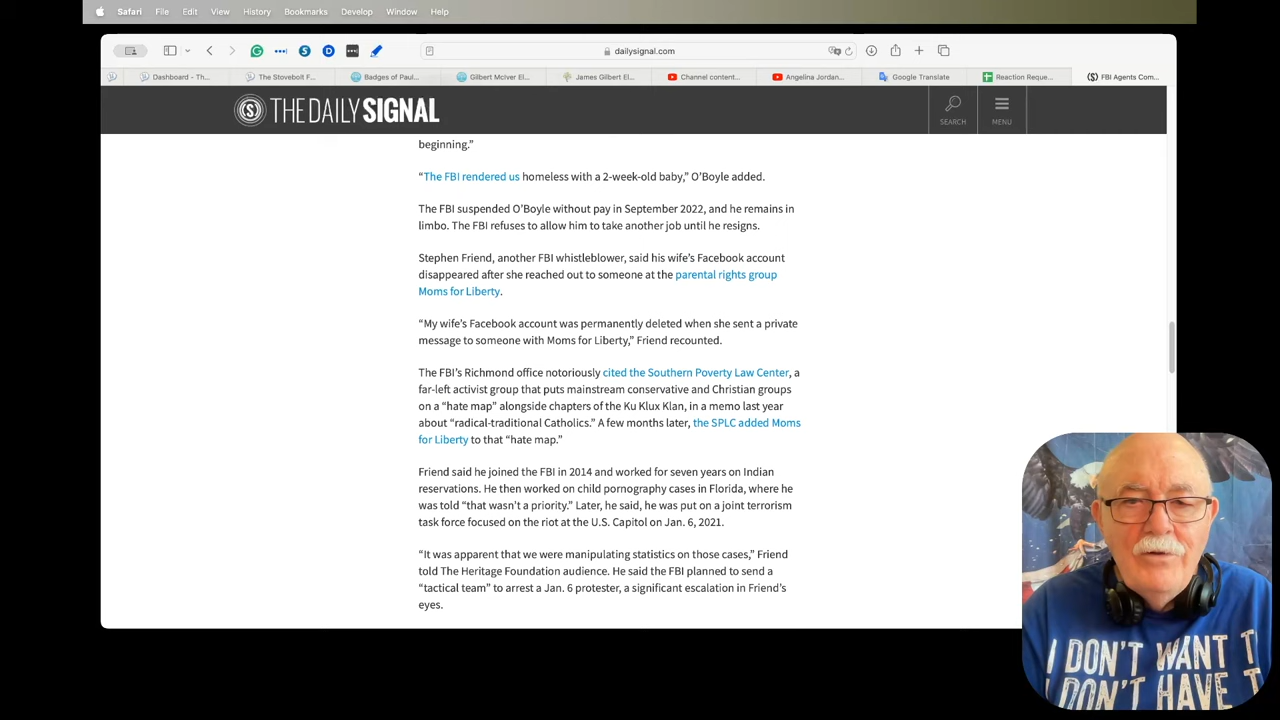 Safari File Edit View History Bookmarks Develop Window Help
dailysignal.com
Dashboard - Th... The Stovebolt F... Badges of Paul... Gilbert McIver El... James Gilbert El... Channel content... Angelina Jordan... Google Translate Reaction Reque... FBI Agents Com...
THE DAILY SIGNAL
SEARCH MENU
beginning.”
“The FBI rendered us homeless with a 2-week-old baby,” O’Boyle added.
The FBI suspended O’Boyle without pay in September 2022, and he remains in
limbo. The FBI refuses to allow him to take another job until he resigns.
Stephen Friend, another FBI whistleblower, said his wife’s Facebook account
disappeared after she reached out to someone at the parental rights group
Moms for Liberty.
“My wife’s Facebook account was permanently deleted when she sent a private
message to someone with Moms for Liberty,” Friend recounted.
The FBI’s Richmond office notoriously cited the Southern Poverty Law Center, a
far-left activist group that puts mainstream conservative and Christian groups
on a “hate map” alongside chapters of the Ku Klux Klan, in a memo last year
about “radical-traditional Catholics.” A few months later, the SPLC added Moms
for Liberty to that “hate map.”
Friend said he joined the FBI in 2014 and worked for seven years on Indian
reservations. He then worked on child pornography cases in Florida, where he
was told “that wasn’t a priority.” Later, he said, he was put on a joint terrorism
task force focused on the riot at the U.S. Capitol on Jan. 6, 2021.
“It was apparent that we were manipulating statistics on those cases,” Friend
told The Heritage Foundation audience. He said the FBI planned to send a
“tactical team” to arrest a Jan. 6 protester, a significant escalation in Friend’s
eyes.
I DON'T WANT T
I DON'T HAVE T